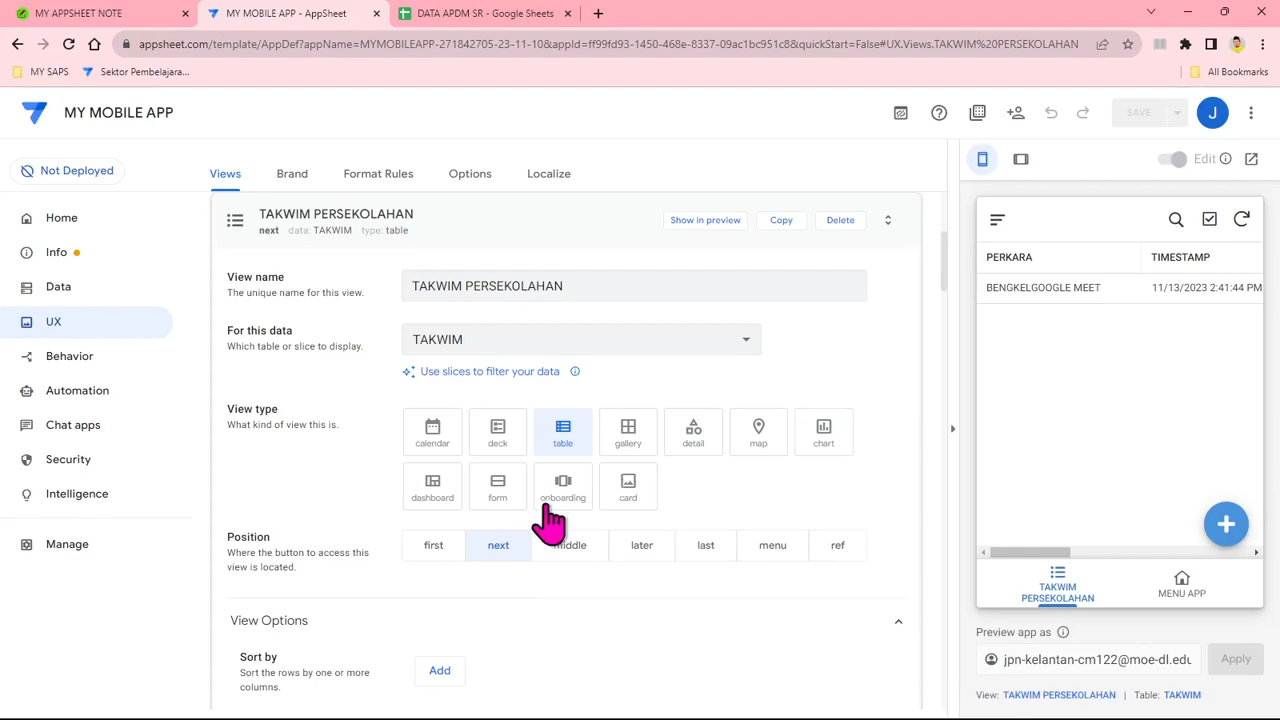 MY APPSHEET NOTE
MY MOBILE APP - AppSheet
DATA APDM SR - Google Sheets
appsheet.com/template/AppDef?appName=MYMOBILEAPP-271842725-23-11-10&appId=ff99fd93-1450-468e-8337-09ac1bc951c8&quickStart=False#UX.Views.TAKWIM%20PERSEKOLAHAN
MY SAPS
Sektor Pembelajara...
All Bookmarks
MY MOBILE APP
SAVE
J
Not Deployed
Views
Brand
Format Rules
Options
Localize
Edit
Home
Info
Data
UX
Behavior
Automation
Chat apps
Security
Intelligence
Manage
TAKWIM PERSEKOLAHAN
next data: TAKWIM type: table
Show in preview
Copy
Delete
View name
The unique name for this view.
TAKWIM PERSEKOLAHAN
For this data
Which table or slice to display.
TAKWIM
Use slices to filter your data
View type
What kind of view this is.
calendar
deck
table
gallery
detail
map
chart
dashboard
form
onboarding
card
Position
Where the button to access this
view is located.
first
next
middle
later
last
menu
ref
View Options
Sort by
Sort the rows by one or more
columns.
Add
PERKARA
TIMESTAMP
BENGKELGOOGLE MEET
11/13/2023 2:41:44 PM
TAKWIM
PERSEKOLAHAN
MENU APP
Preview app as
jpn-kelantan-cm122@moe-dl.edu
Apply
View: TAKWIM PERSEKOLAHAN | Table: TAKWIM